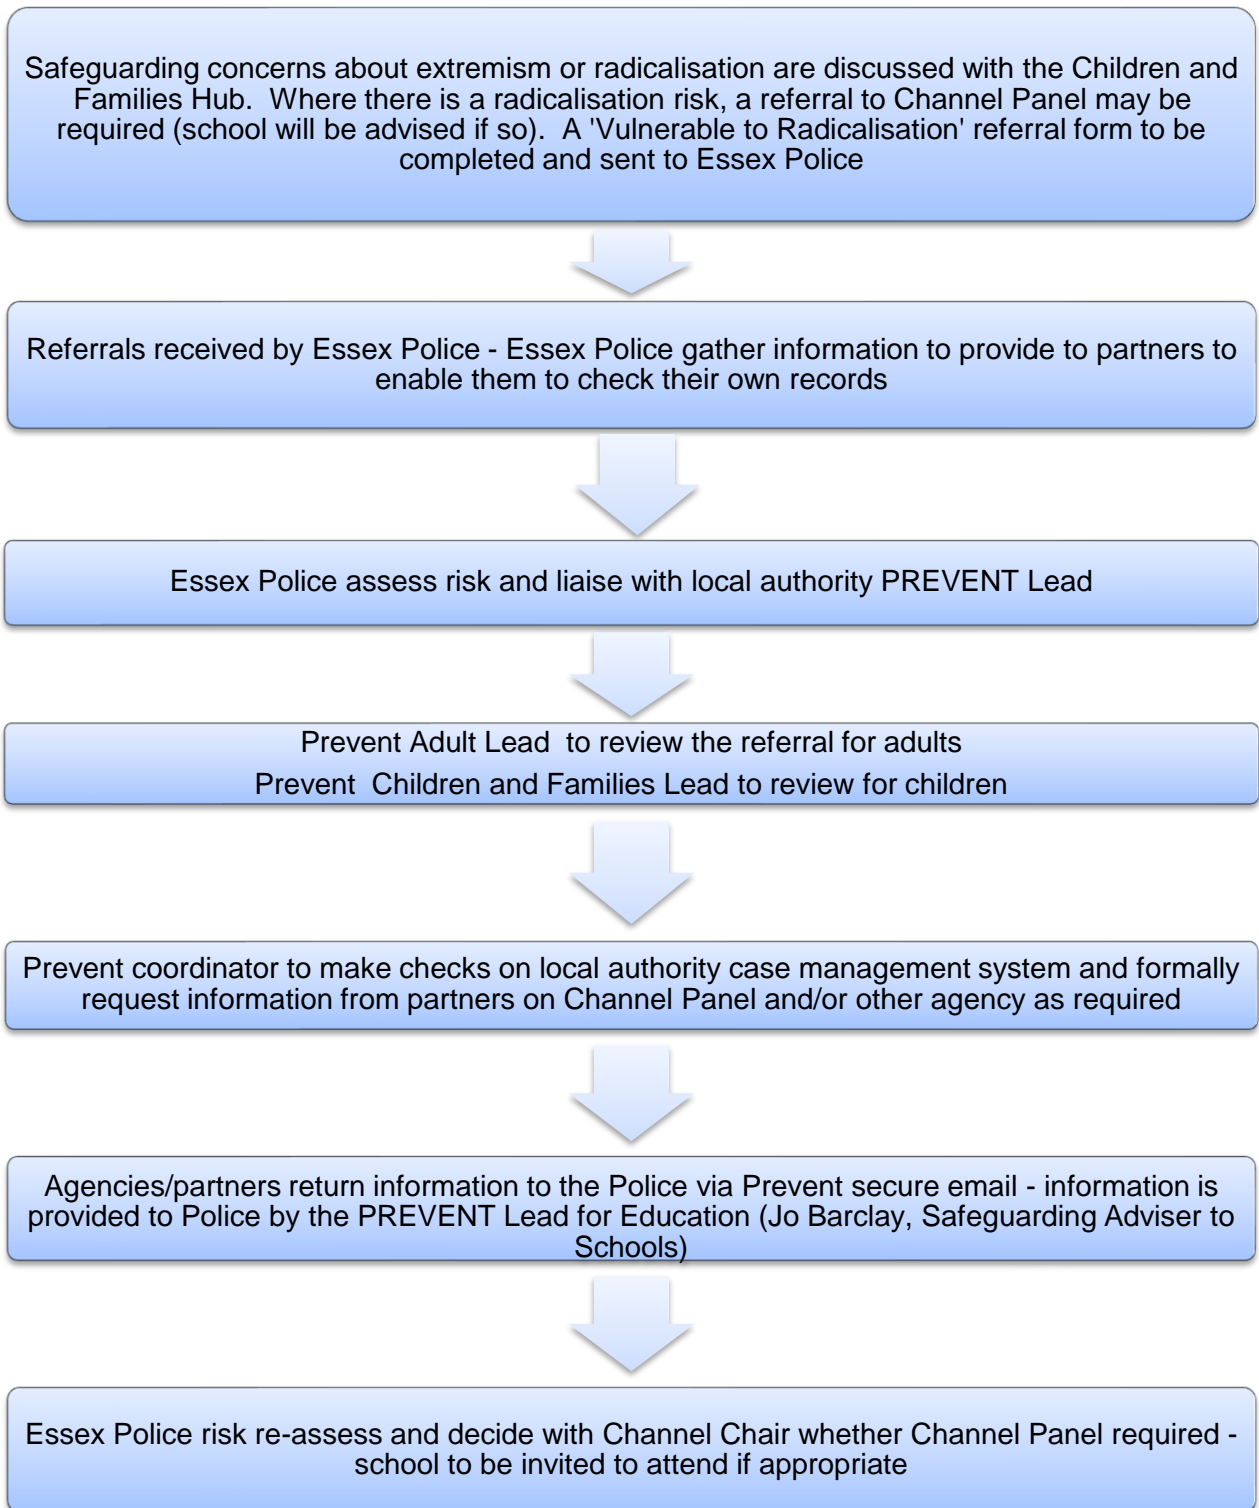 Safeguarding concerns about extremism or radicalisation are discussed with the Children and
Families Hub.  Where there is a radicalisation risk, a referral to Channel Panel may be
required (school will be advised if so).  A 'Vulnerable to Radicalisation' referral form to be
completed and sent to Essex Police
Referrals received by Essex Police - Essex Police gather information to provide to partners to
enable them to check their own records
Essex Police assess risk and liaise with local authority PREVENT Lead
Prevent Adult Lead  to review the referral for adults
Prevent  Children and Families Lead to review for children
Prevent coordinator to make checks on local authority case management system and formally
request information from partners on Channel Panel and/or other agency as required
Agencies/partners return information to the Police via Prevent secure email - information is
provided to Police by the PREVENT Lead for Education (Jo Barclay, Safeguarding Adviser to
Schools)
Essex Police risk re-assess and decide with Channel Chair whether Channel Panel required -
school to be invited to attend if appropriate